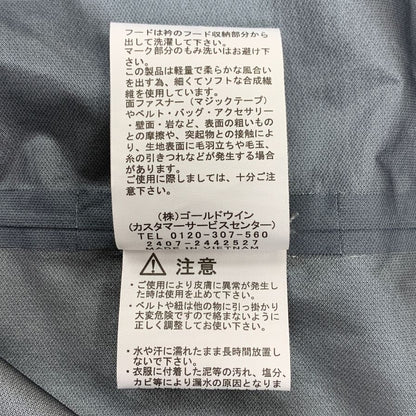 フードは衿のフード収納部分から
出して洗濯して下さい。
マーク部分のもみ洗いはお避け下
さい。
この製品は軽量で柔らかな風合い
を出す為、細くてソフトな合成繊
維を使用しています。
面ファスナー(マジックテープ)
やベルト・バッグ・アクセサリー
・壁面・岩など、表面の粗いもの
との摩擦や、突起物との接触によ
り、生地表面に毛羽立ちや毛玉、
糸の引きつれなどが発生する場合
があります。
ご使用に際しましては、十分ご注
意下さい。
(株)ゴールドウイン
(カスタマーサービスセンター)
TEL 0120-307-560
2407-2442527
MADE IN VIETNAM
注意
・ご使用により皮膚に異常が発生し
た時は使用を止めて下さい。
・ベルトや紐は他の物に引っ掛かり
大変危険ですので絡まないように
正しく調整してお使い下さい。
・水や汗に濡れたまま長時間放置し
ないで下さい。
・衣服に付着した泥等の汚れ、塩分、
カビ等により漏水の原因となりま